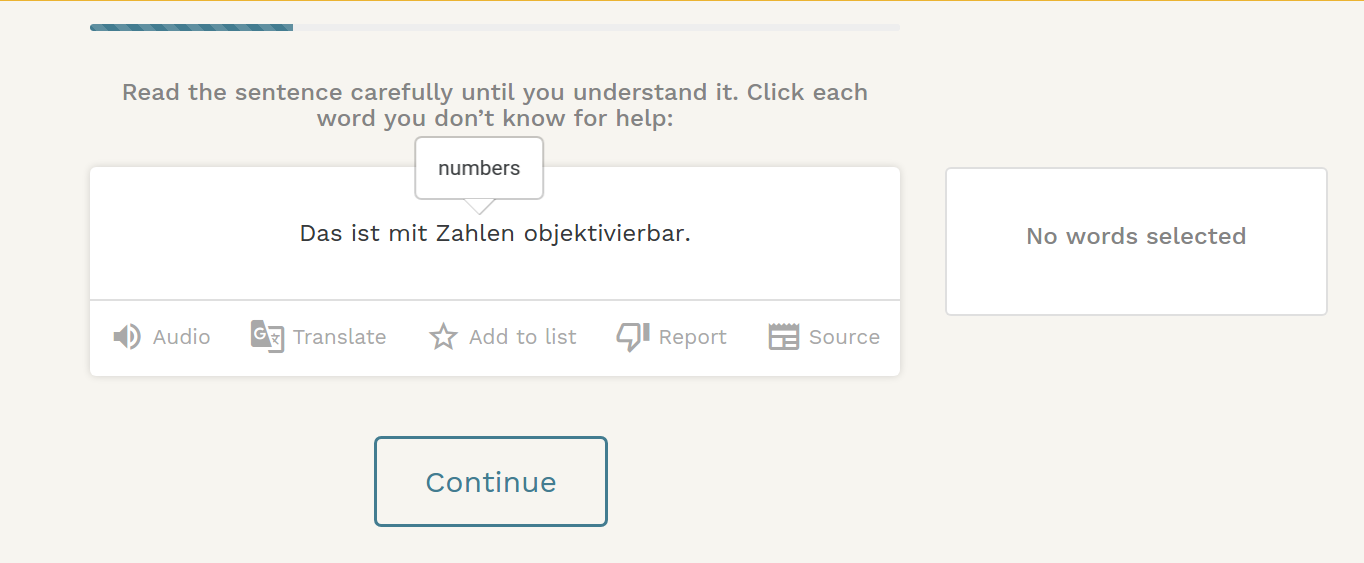 Read the sentence carefully until you understand it. Click each
word you don’t know for help:
numbers
Das ist mit Zahlen objektivierbar.
No words selected
Audio
Translate
Add to list
Report
Source
Continue